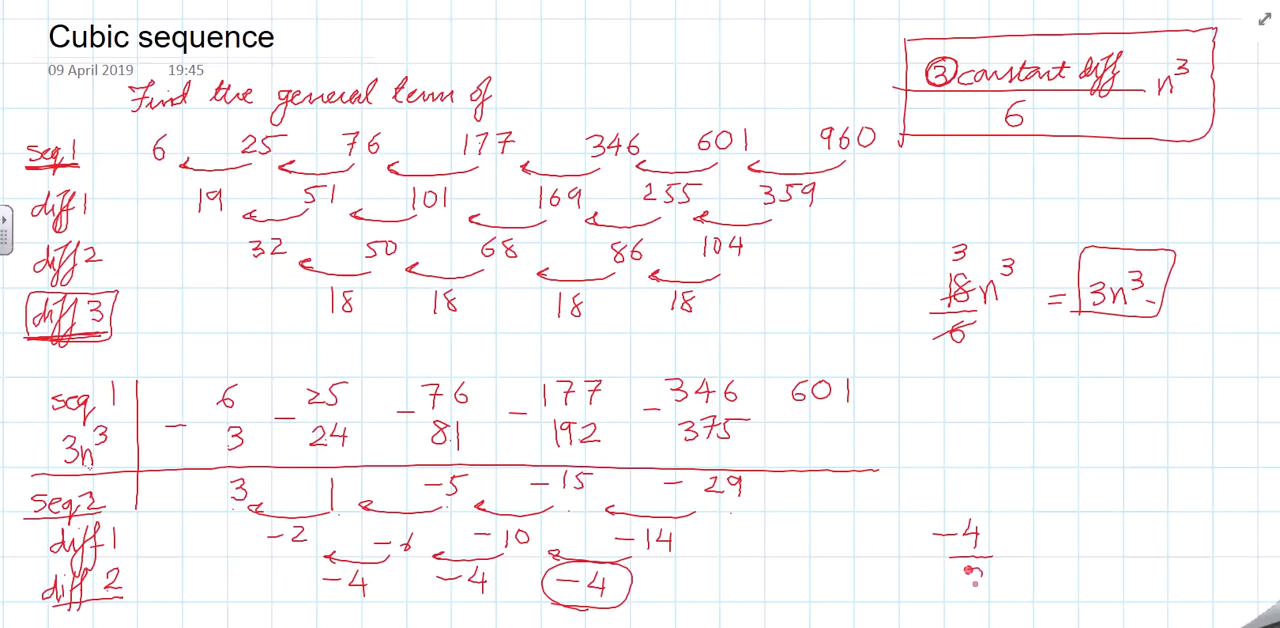 Cubic sequence
09 April 2019 19:45
Find the general term of
③ constant diff n³
6
seq 1 6 25 76 177 346 601 960
diff 1 19 51 101 169 255 359
diff 2 32 50 68 86 104
diff 3 18 18 18 18
3
18n³ = 3n³
6
seq 1 - 6 - 25 - 76 - 177 - 346 601
3n³ 3 24 81 192 375
seq 2 3 1 -5 -15 -29
diff 1 -2 -6 -10 -14
diff 2 -4 -4 -4
-4